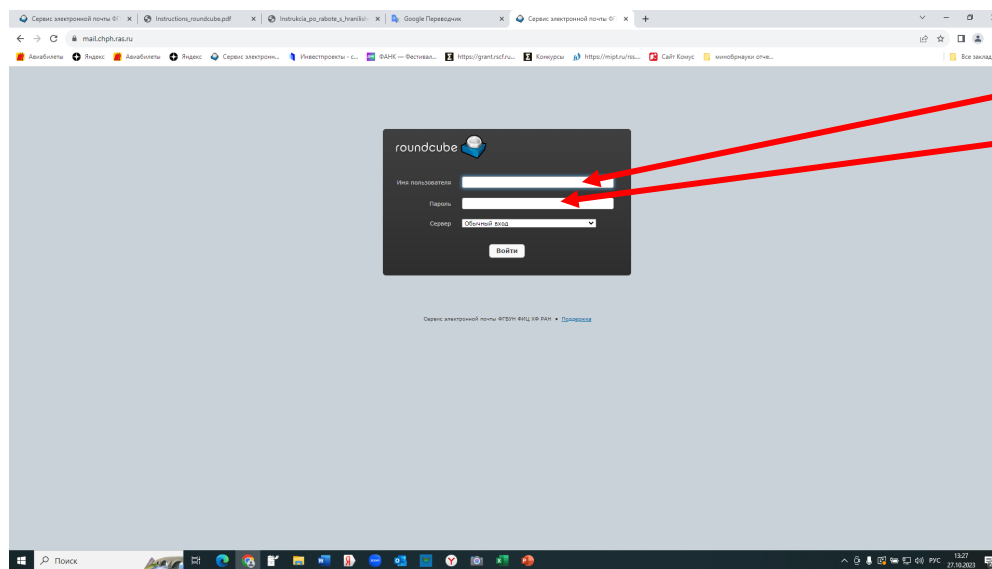 Сервис электронной почты ФГ
Instructions_roundcube.pdf
Instrukcia_po_rabote_s_hranilish
Google Переводчик
Сервис электронной почты ФГ
mail.chph.ras.ru
Авиабилеты Яндекс Авиабилеты Яндекс Сервис электронн... Инвестпроекты - с... ФАНК — Фестивал... https://grant.rscf.ru... Конкурсы https://mipt.ru/rss... Сайт Комус минобрнауки отче... Все заклад
roundcube
Имя пользователя
Пароль
Сервер Обычный вход
Войти
Сервис электронной почты ФГБУН ФИЦ ХФ РАН • Поддержка
Поиск
РУС
13:27
27.10.2023